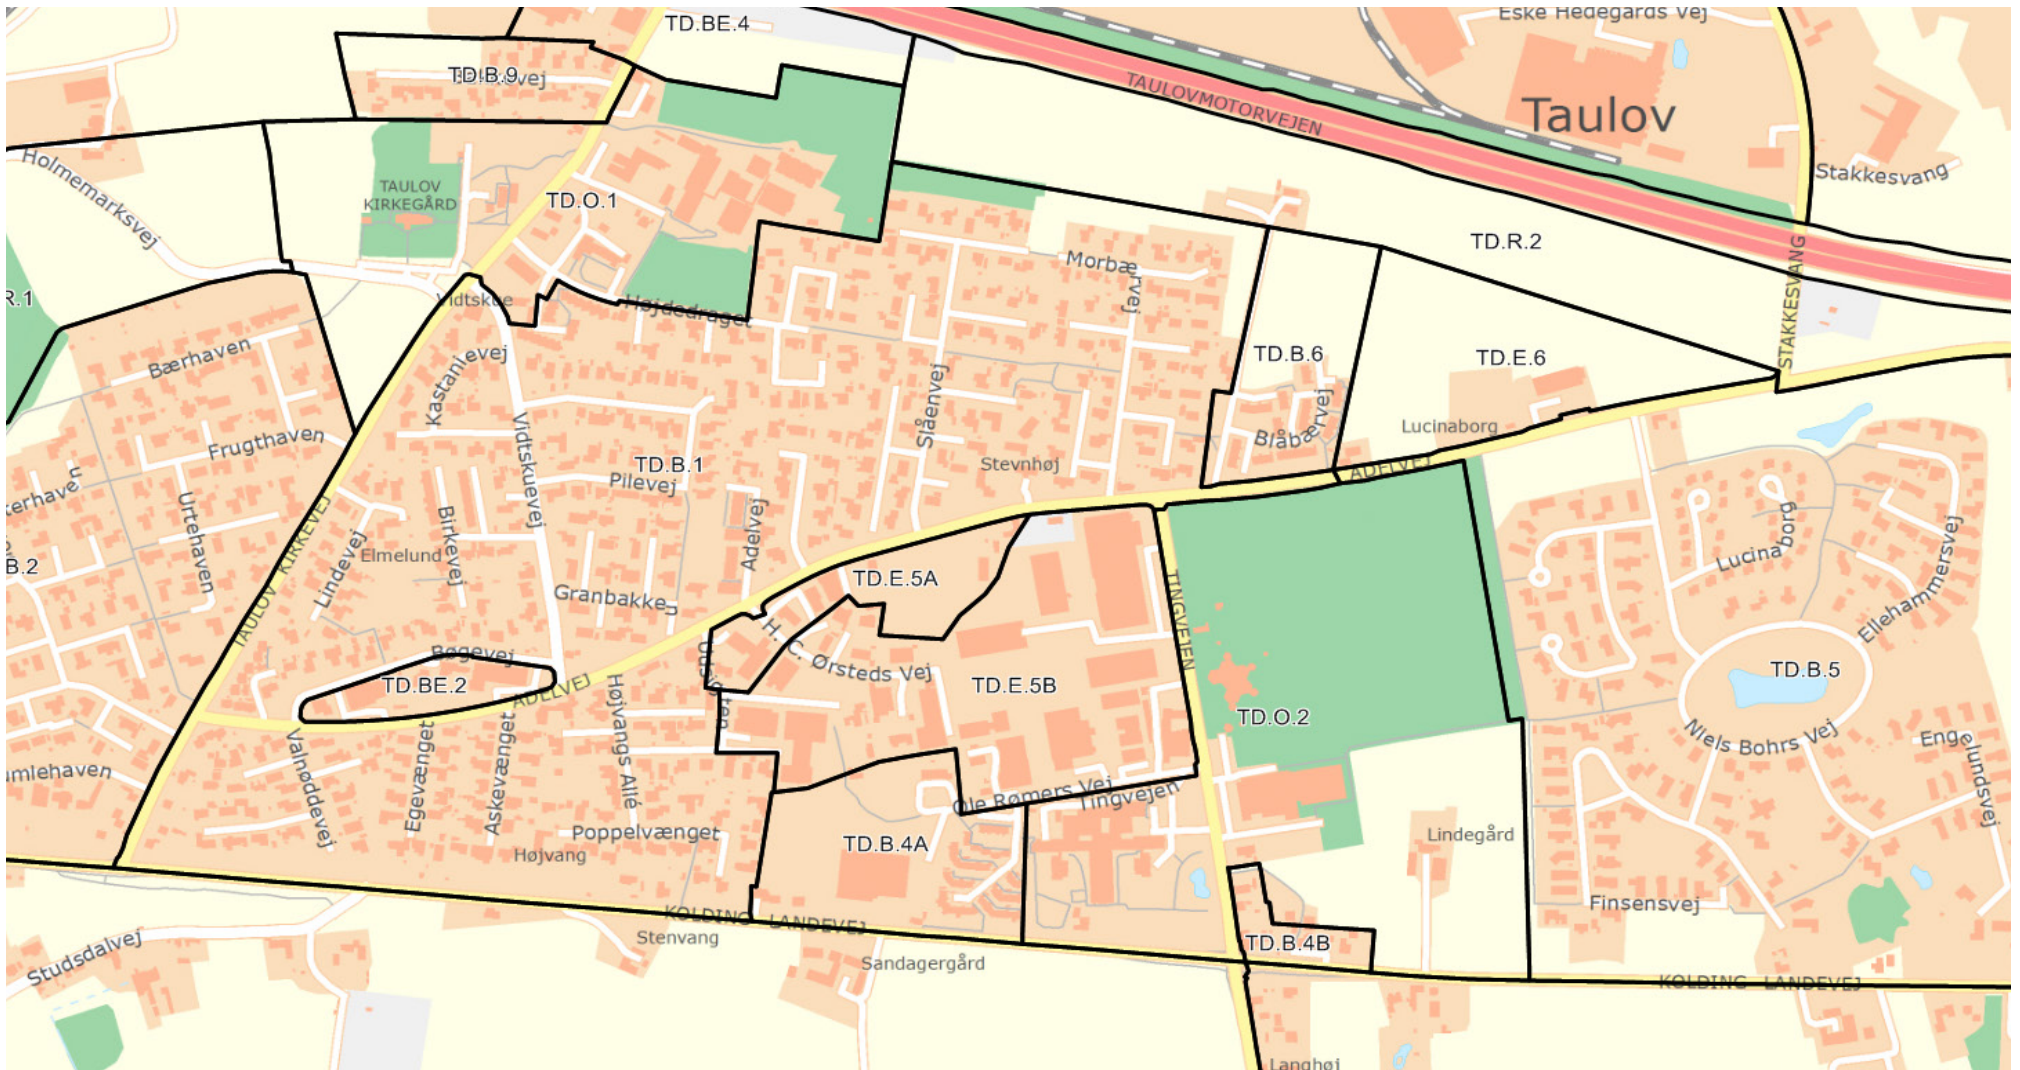 TD.BE.4
Eske Hedegårds Vej
TD.B.9
TAULOVMOTORVEJEN
Taulov
Holmemarksvej
TAULOV
KIRKEGÅRD
TD.O.1
Stakkesvang
TD.R.2
Morbærvej
STAKKESVANG
R.1
Vidtskue
Højdedraget
Bærhaven
Kastanievej
TD.B.6
TD.E.6
Slåenvej
Frugthaven
Vidtskuevej
Blåbærvej
Lucinaborg
TD.B.1
Pilevej
Stevnhøj
ADELVEJ
Urtehaven
TAULOV KIRKEVEJ
Lindevej
Elmelund
Birkevej
Adelvej
Lucinaborg
Ellehammersvej
B.2
TD.E.5A
Granbakken
TINGVEJEN
H. C. Ørsteds Vej
Bøgevej
TD.BE.2
ADELVEJ
TD.E.5B
TD.B.5
TD.O.2
Højvangs Allé
Valnøddevej
Egevænget
Askevænget
Niels Bohrs Vej
Engelundsvej
Ole Rømers Vej
Tingvejen
Poppelvænget
Højvang
TD.B.4A
Lindegård
Finsensvej
KOLDING LANDEVEJ
Stenvang
TD.B.4B
Studsdalvej
Sandagergård
KOLDING LANDEVEJ
Langhøj